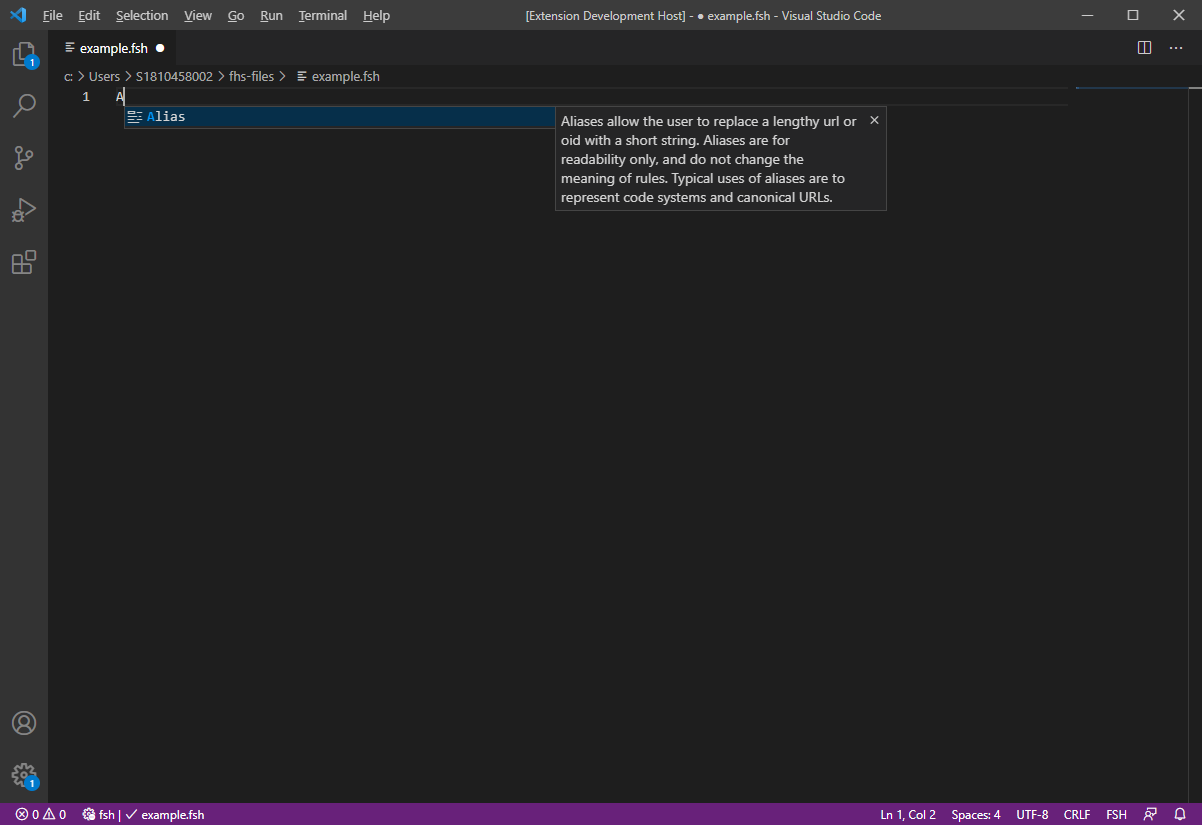 File Edit Selection View Go Run Terminal Help [Extension Development Host] - ● example.fsh - Visual Studio Code
example.fsh ●
1
c: > Users > S1810458002 > fhs-files > example.fsh
1 A
Alias
Aliases allow the user to replace a lengthy url or
oid with a short string. Aliases are for
readability only, and do not change the
meaning of rules. Typical uses of aliases are to
represent code systems and canonical URLs.
1
0 0 fsh | ✓ example.fsh Ln 1, Col 2 Spaces: 4 UTF-8 CRLF FSH